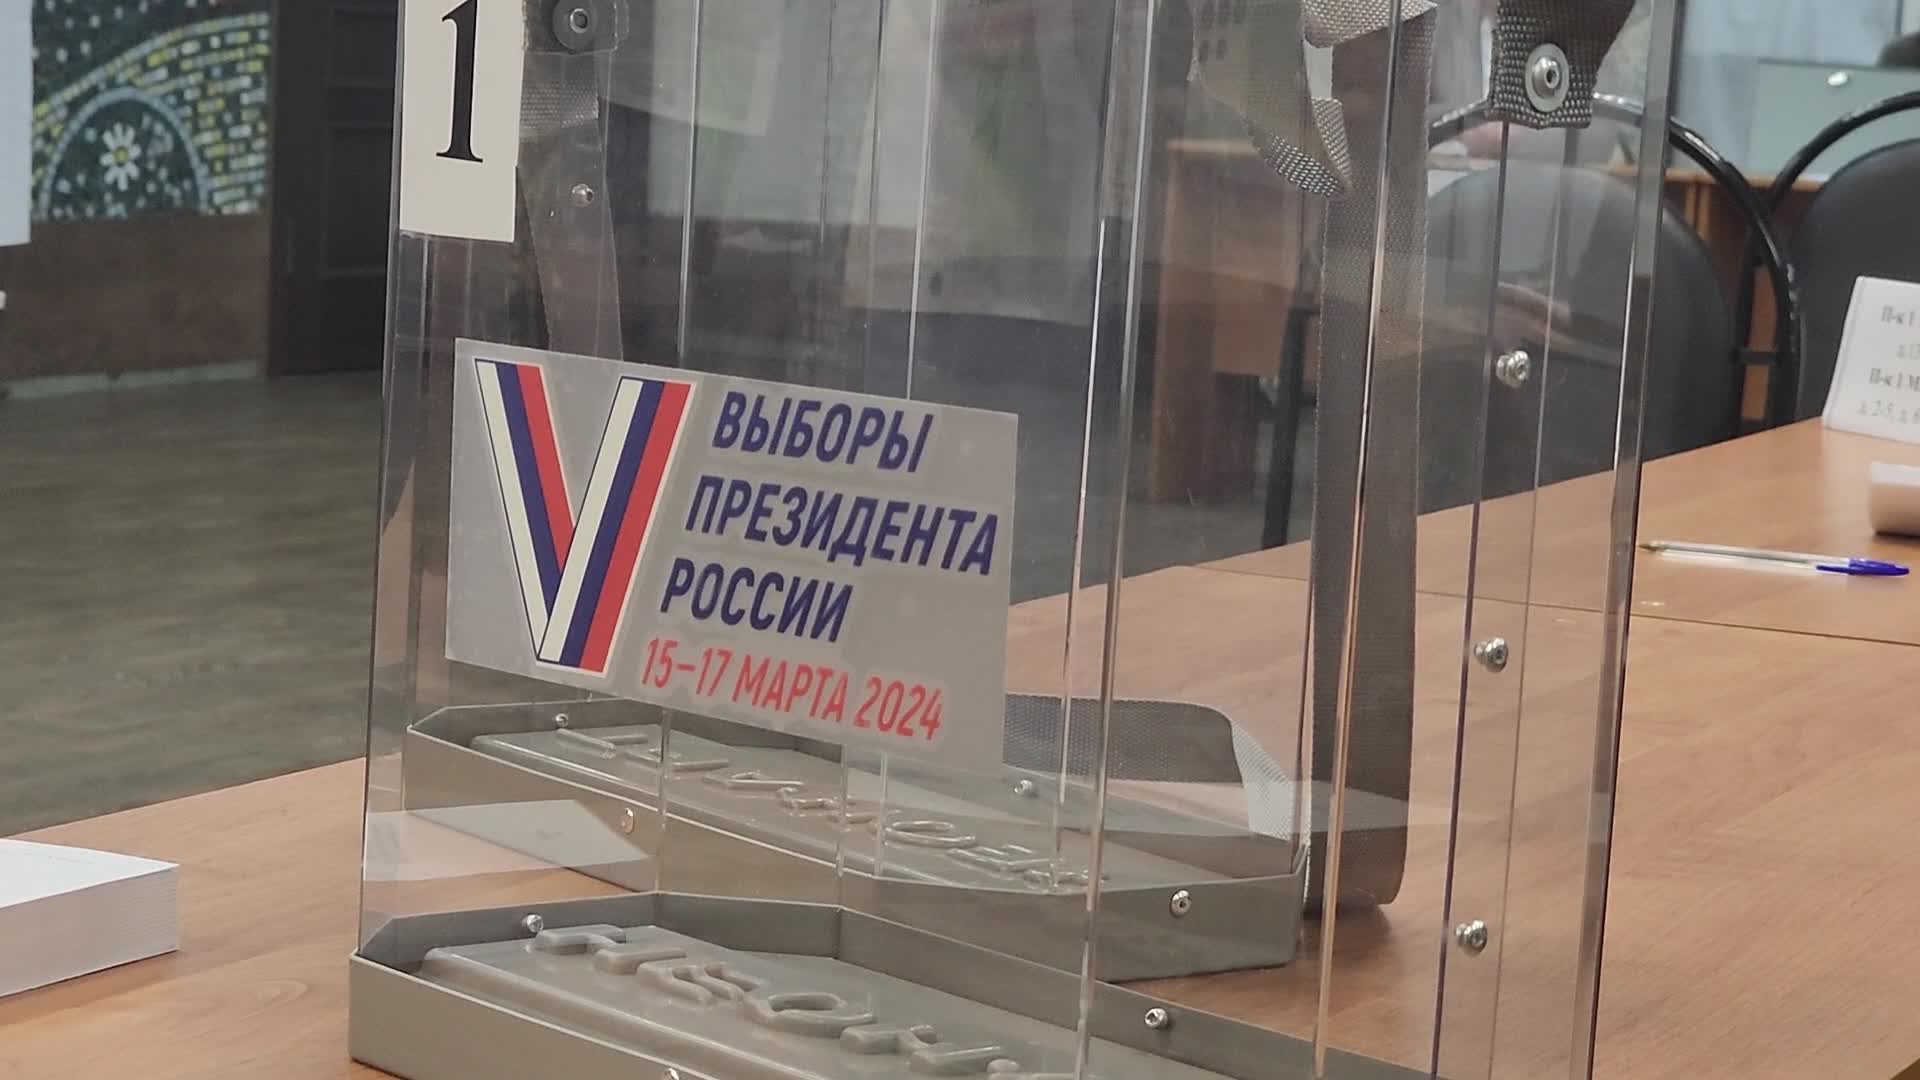 1
V
ВЫБОРЫ
ПРЕЗИДЕНТА
РОССИИ
15–17 МАРТА 2024